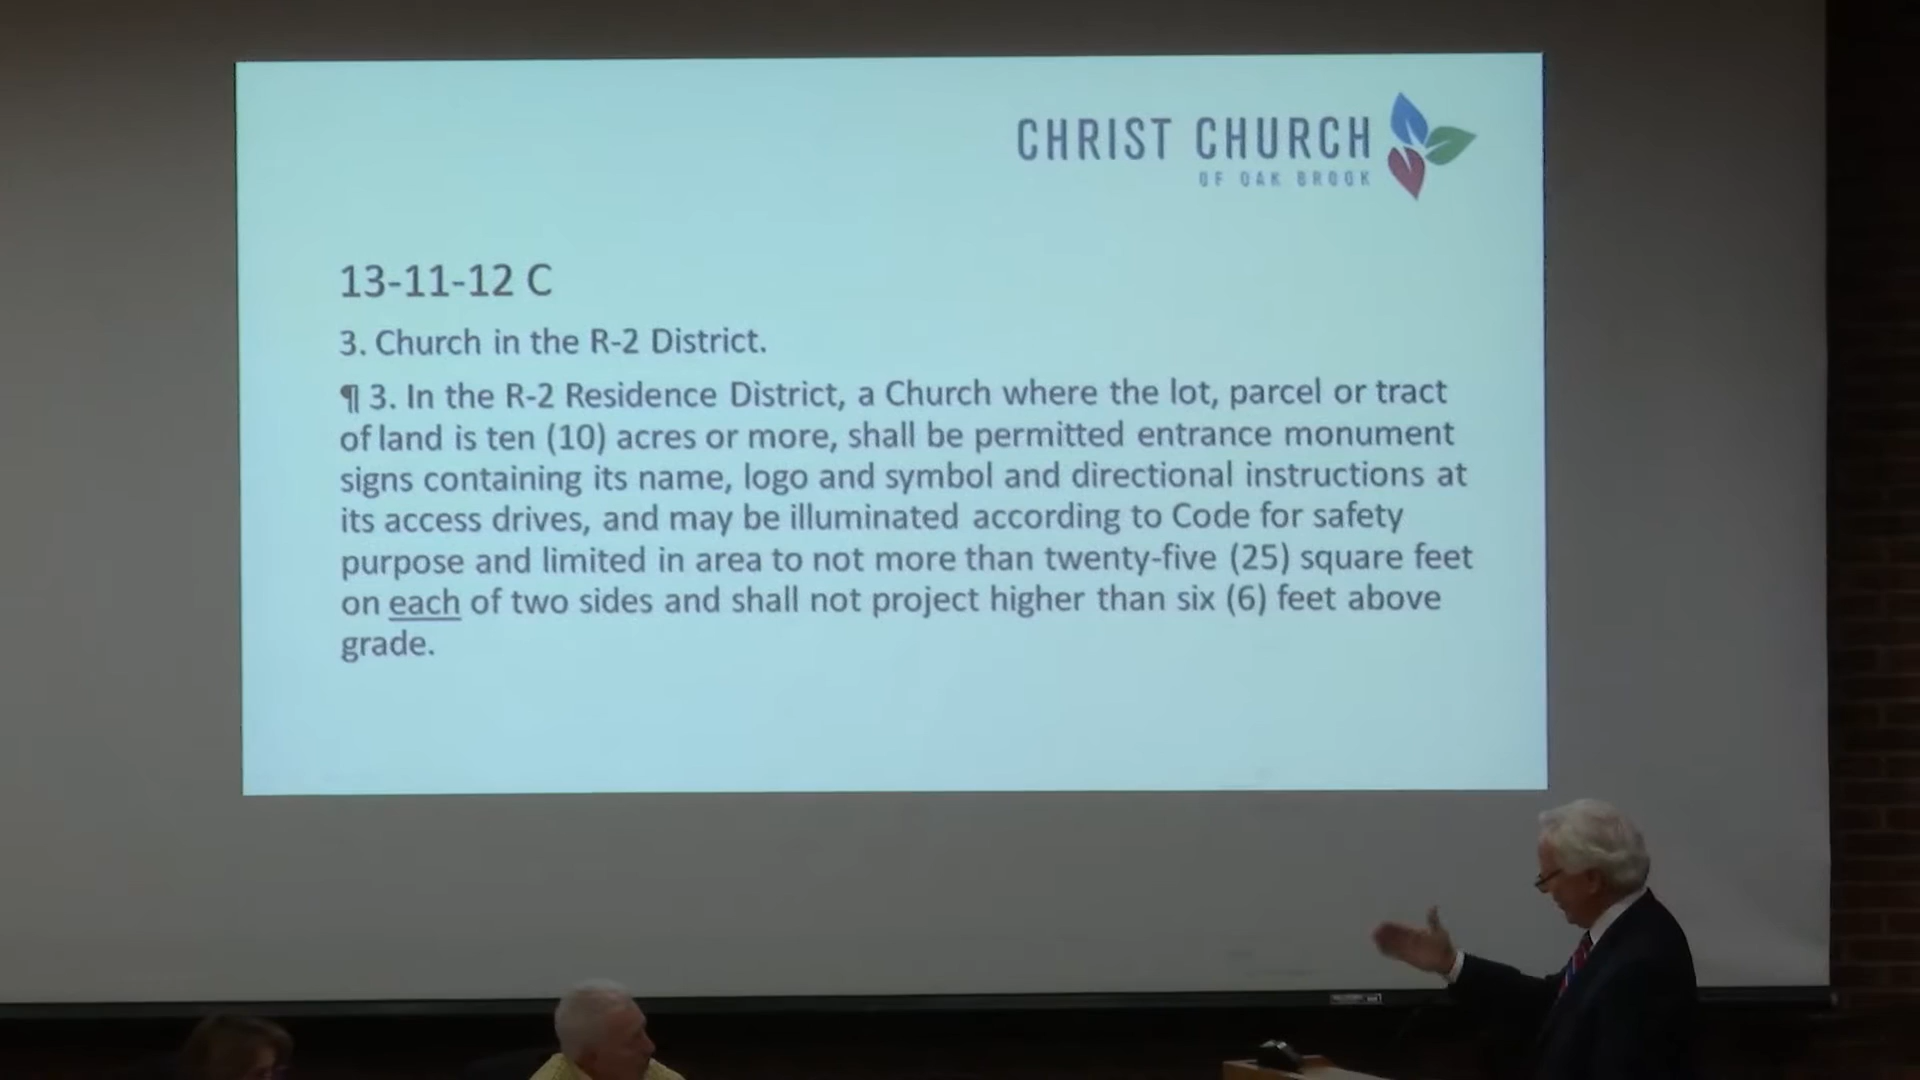 CHRIST CHURCH
OF OAK BROOK
13-11-12 C
3. Church in the R-2 District.
¶ 3. In the R-2 Residence District, a Church where the lot, parcel or tract
of land is ten (10) acres or more, shall be permitted entrance monument
signs containing its name, logo and symbol and directional instructions at
its access drives, and may be illuminated according to Code for safety
purpose and limited in area to not more than twenty-five (25) square feet
on each of two sides and shall not project higher than six (6) feet above
grade.